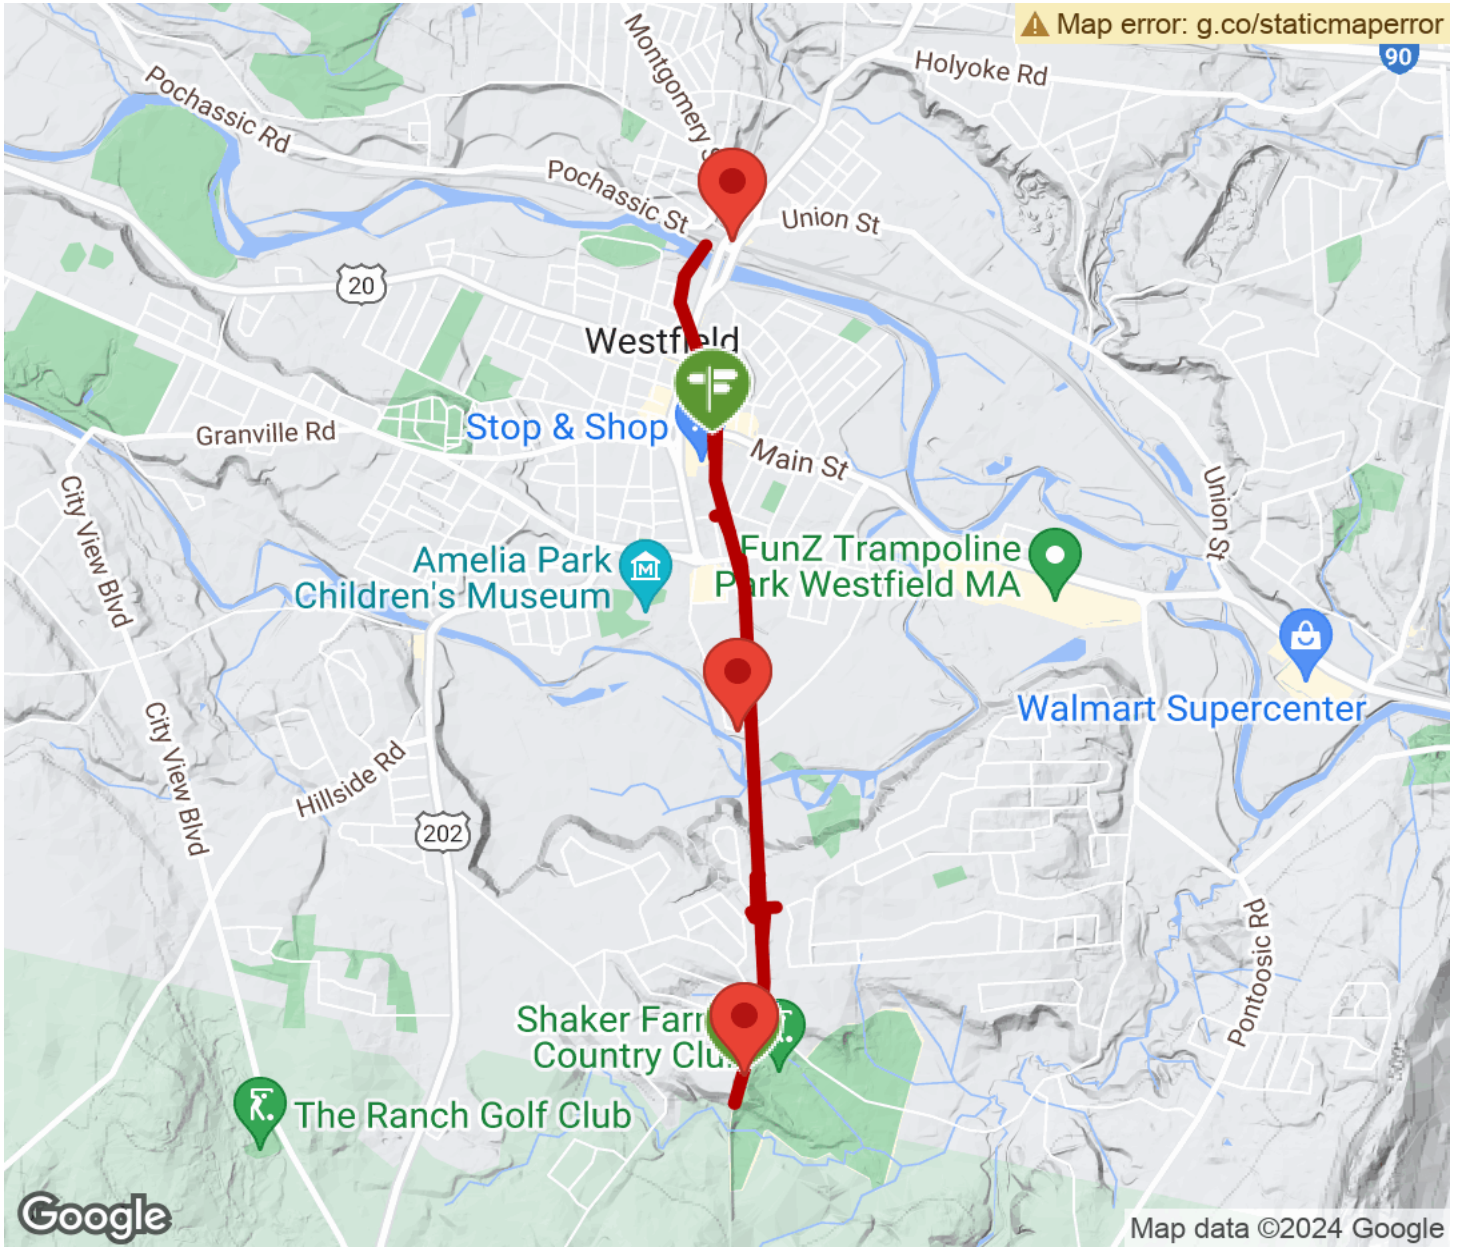 Map error: g.co/staticmaperror
90
Holyoke Rd
Montgomery S
Pochassic Rd
Pochassic St
Union St
20
Westfield
Stop & Shop
Granville Rd
Main St
City View Blvd
Union St
Amelia Park
Children's Museum
FunZ Trampoline
Park Westfield MA
Walmart Supercenter
City View Blvd
Hillside Rd
202
Pontoosic Rd
Shaker Far
Country Clu
The Ranch Golf Club
Google
Map data ©2024 Google